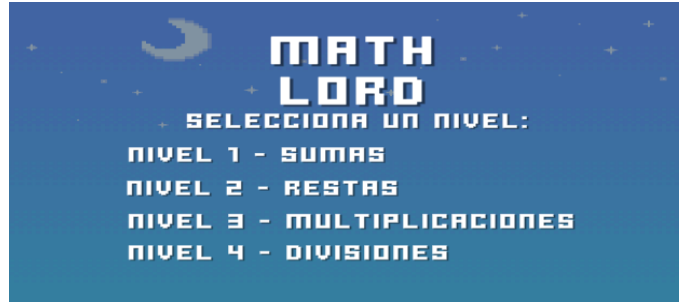 MATH
LORD
SELECCIONA UN NIVEL:
NIVEL 1 - SUMAS
NIVEL 2 - RESTAS
NIVEL 3 - MULTIPLICACIONES
NIVEL 4 - DIVISIONES